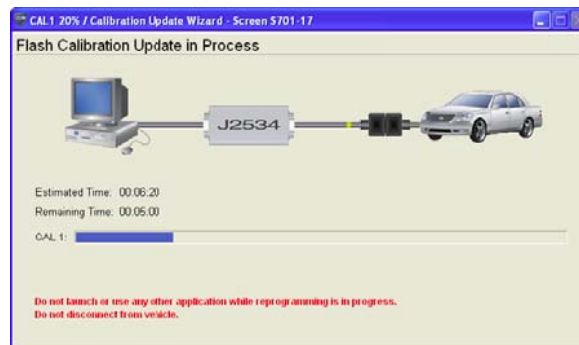 CAL1 20% / Calibration Update Wizard - Screen S701-17
Flash Calibration Update in Process
J2534
Estimated Time: 00:06:20
Remaining Time: 00:05:00
CAL 1:
Do not launch or use any other application while reprogramming is in progress.
Do not disconnect from vehicle.